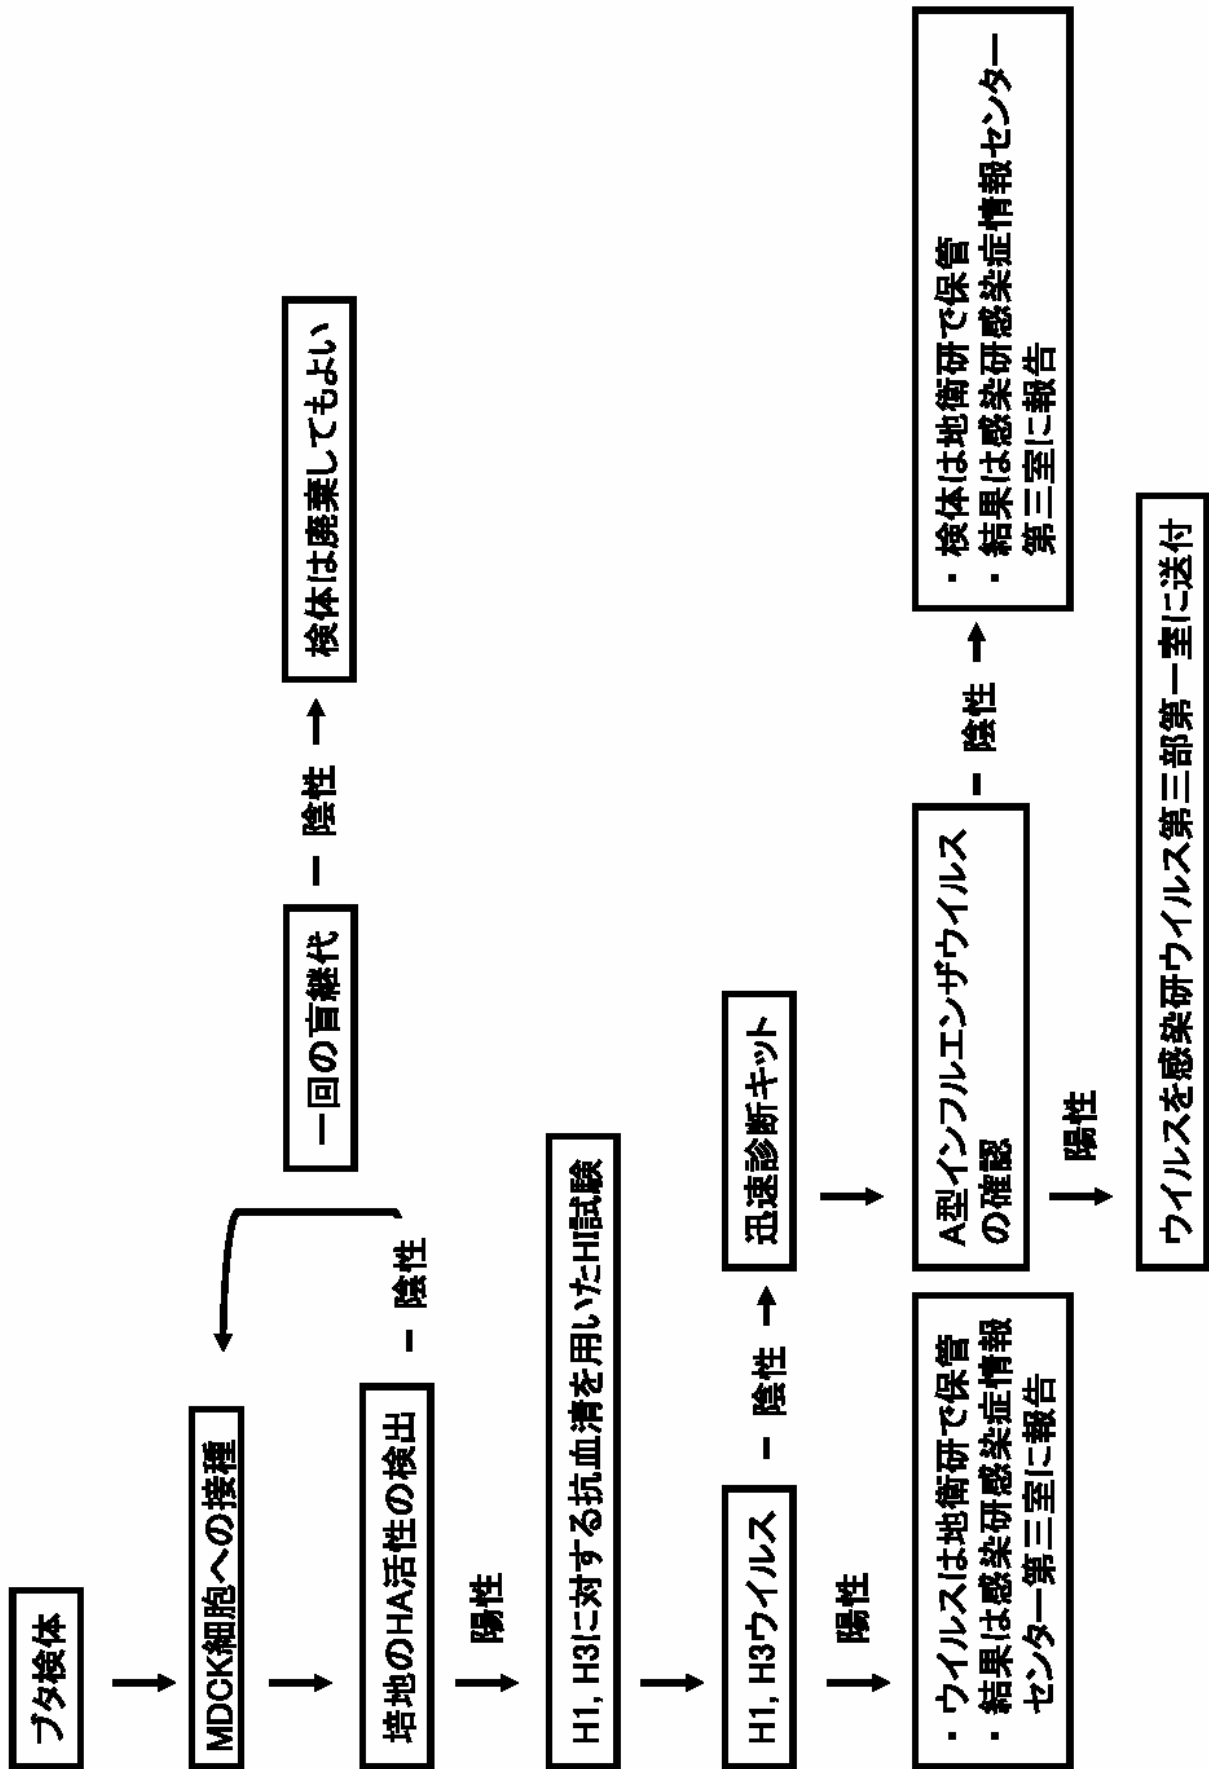 ブタ検体
MDCK細胞への接種
一回の盲継代
－ 陰性 →
検体は廃棄してもよい
培地のHA活性の検出
－ 陰性
陽性
H1, H3に対する抗血清を用いたHI試験
H1, H3ウイルス
－ 陰性 →
迅速診断キット
陽性
・ ウイルスは地衛研で保管
・ 結果は感染研感染症情報
センター第三室に報告
A型インフルエンザウイルス
の確認
－ 陰性 →
・ 検体は地衛研で保管
・ 結果は感染研感染症情報センター
第三室に報告
陽性
ウイルスを感染研ウイルス第三部第一室に送付